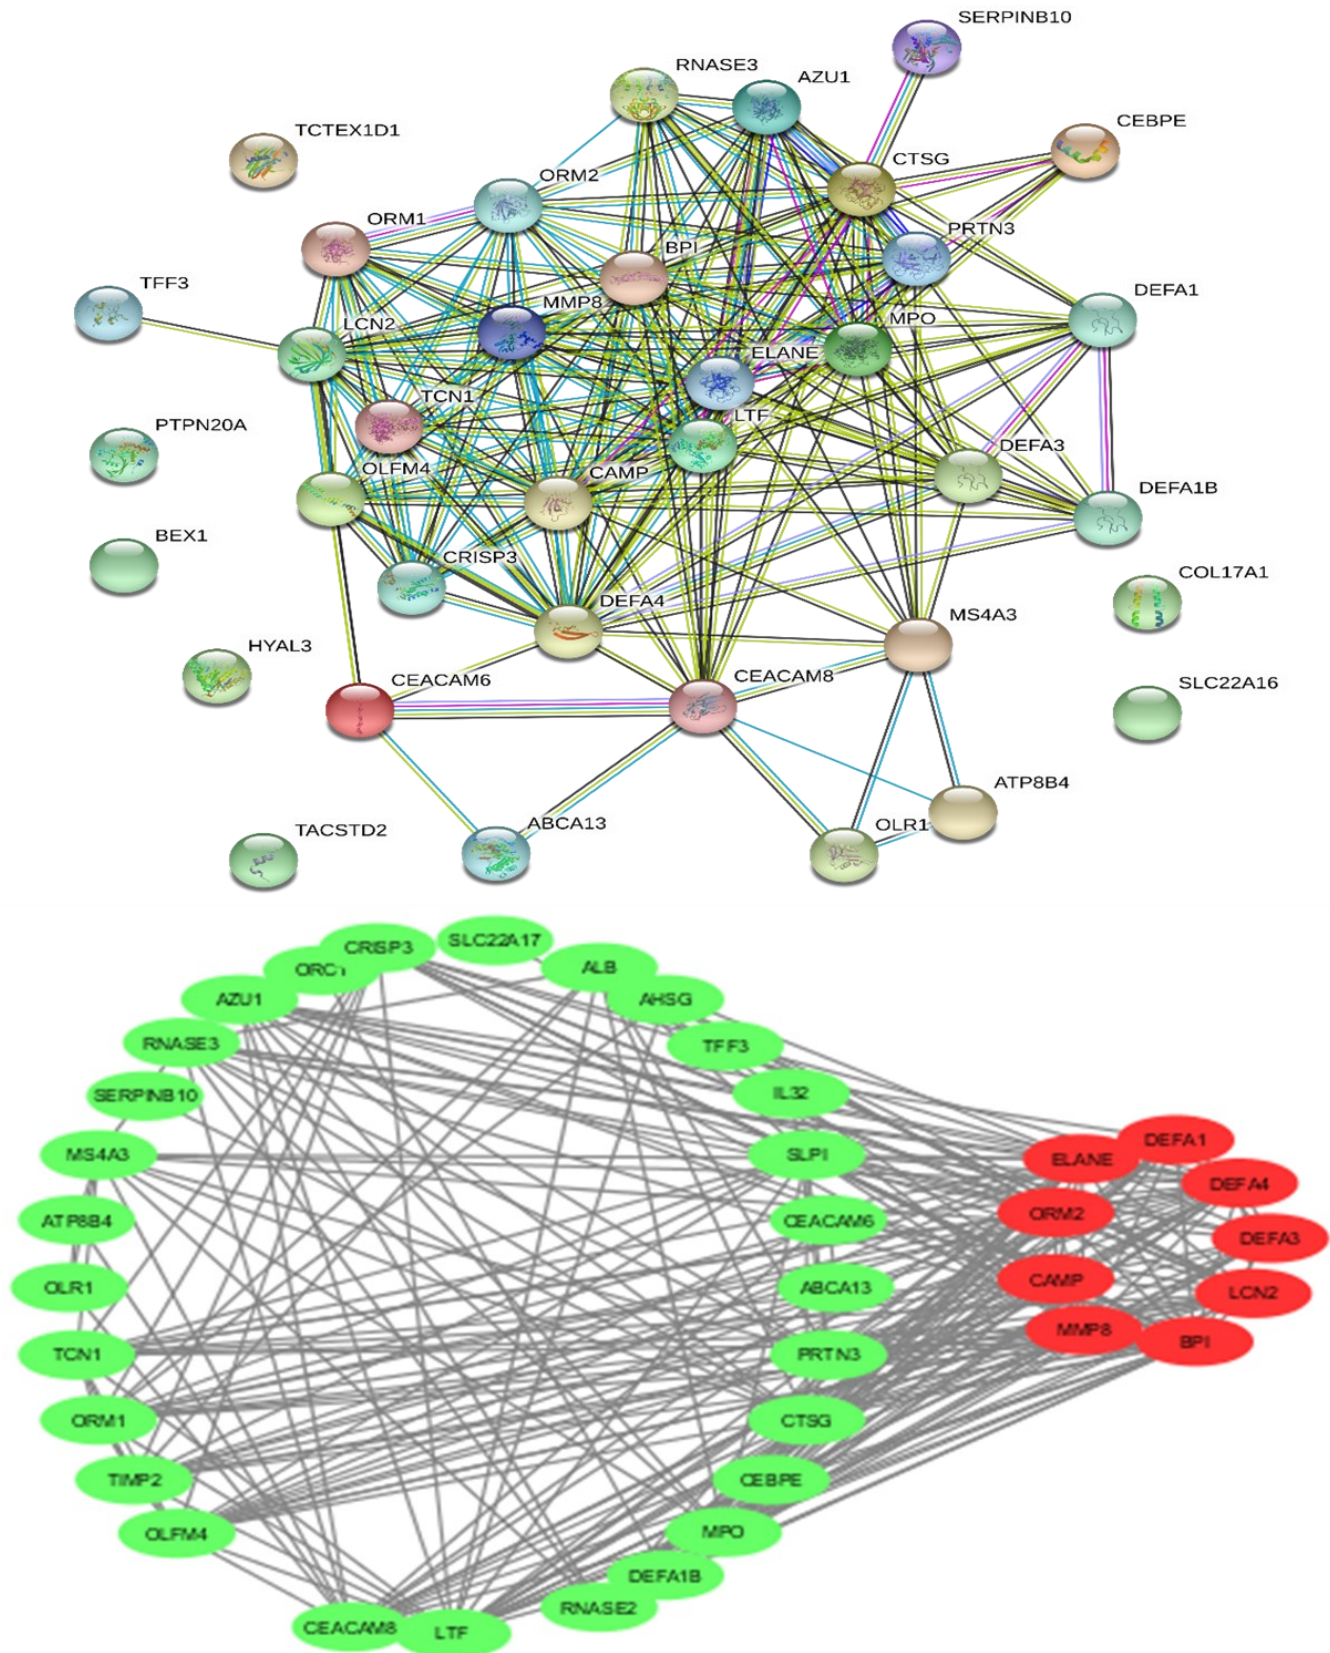 SERPINB10
RNASE3
AZU1
CEBPE
TCTEX1D1
CTSG
ORM2
ORM1
PRTN3
BPI
TFF3
DEFA1
MMP8
LCN2
MPO
ELANE
TCN1
LTF
PTPN20A
DEFA3
OLFM4
CAMP
DEFA1B
BEX1
CRISP3
COL17A1
DEFA4
MS4A3
HYAL3
CEACAM6
CEACAM8
SLC22A16
ATP8B4
TACSTD2
ABCA13
OLR1
CRISP3
SLC22A17
ORC1
ALB
AZU1
AHSG
RNASE3
TFF3
SERPINB10
IL32
MS4A3
SLPI
DEFA1
ELANE
DEFA4
ATP8B4
CEACAM6
ORM2
DEFA3
OLR1
ABCA13
CAMP
LCN2
TCN1
PRTN3
MMP8
BPI
ORM1
CTSG
TIMP2
CEBPE
OLFM4
MPO
DEFA1B
RNASE2
CEACAM8
LTF